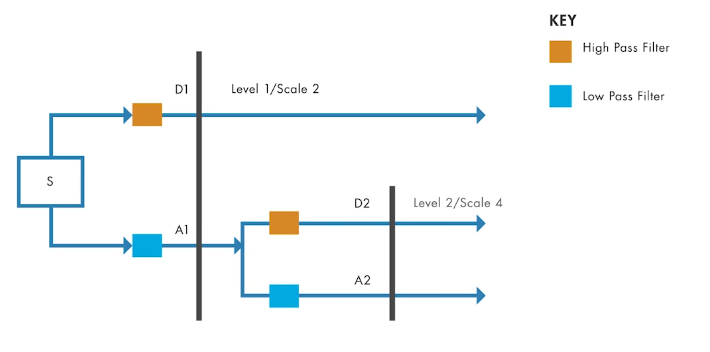 KEY
High Pass Filter
Low Pass Filter
D1
Level 1/Scale 2
S
A1
D2
Level 2/Scale 4
A2